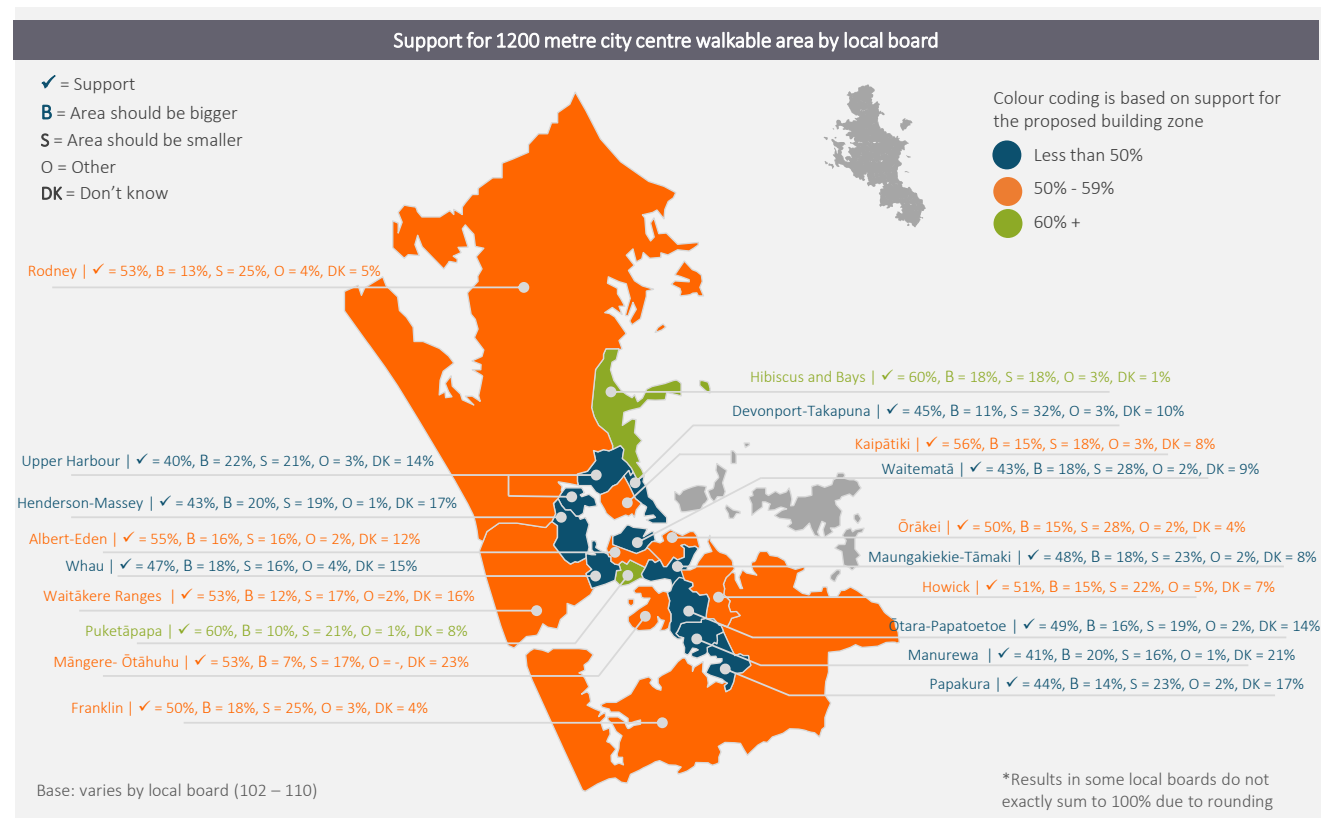 Support for 1200 metre city centre walkable area by local board
✓ = Support
B = Area should be bigger
S = Area should be smaller
O = Other
DK = Don't know
Colour coding is based on support for
the proposed building zone
Less than 50%
50% - 59%
60% +
Rodney | ✓ = 53%, B = 13%, S = 25%, O = 4%, DK = 5%
Upper Harbour | ✓ = 40%, B = 22%, S = 21%, O = 3%, DK = 14%
Henderson-Massey | ✓ = 43%, B = 20%, S = 19%, O = 1%, DK = 17%
Albert-Eden | ✓ = 55%, B = 16%, S = 16%, O = 2%, DK = 12%
Whau | ✓ = 47%, B = 18%, S = 16%, O = 4%, DK = 15%
Waitākere Ranges | ✓ = 53%, B = 12%, S = 17%, O =2%, DK = 16%
Puketāpapa | ✓ = 60%, B = 10%, S = 21%, O = 1%, DK = 8%
Māngere- Ōtāhuhu | ✓ = 53%, B = 7%, S = 17%, O = -, DK = 23%
Franklin | ✓ = 50%, B = 18%, S = 25%, O = 3%, DK = 4%
Hibiscus and Bays | ✓ = 60%, B = 18%, S = 18%, O = 3%, DK = 1%
Devonport-Takapuna | ✓ = 45%, B = 11%, S = 32%, O = 3%, DK = 10%
Kaipātiki | ✓ = 56%, B = 15%, S = 18%, O = 3%, DK = 8%
Waitematā | ✓ = 43%, B = 18%, S = 28%, O = 2%, DK = 9%
Ōrākei | ✓ = 50%, B = 15%, S = 28%, O = 2%, DK = 4%
Maungakiekie-Tāmaki | ✓ = 48%, B = 18%, S = 23%, O = 2%, DK = 8%
Howick | ✓ = 51%, B = 15%, S = 22%, O = 5%, DK = 7%
Ōtara-Papatoetoe | ✓ = 49%, B = 16%, S = 19%, O = 2%, DK = 14%
Manurewa | ✓ = 41%, B = 20%, S = 16%, O = 1%, DK = 21%
Papakura | ✓ = 44%, B = 14%, S = 23%, O = 2%, DK = 17%
Base: varies by local board (102 – 110)
*Results in some local boards do not
exactly sum to 100% due to rounding